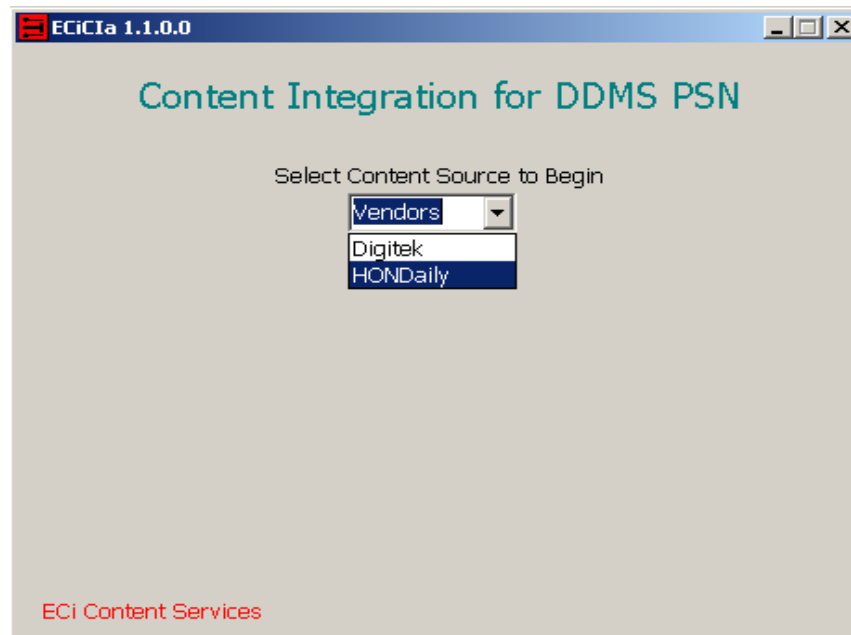 ECiCIa 1.1.0.0
Content Integration for DDMS PSN
Select Content Source to Begin
Vendors
Digitek
HONDaily
ECi Content Services